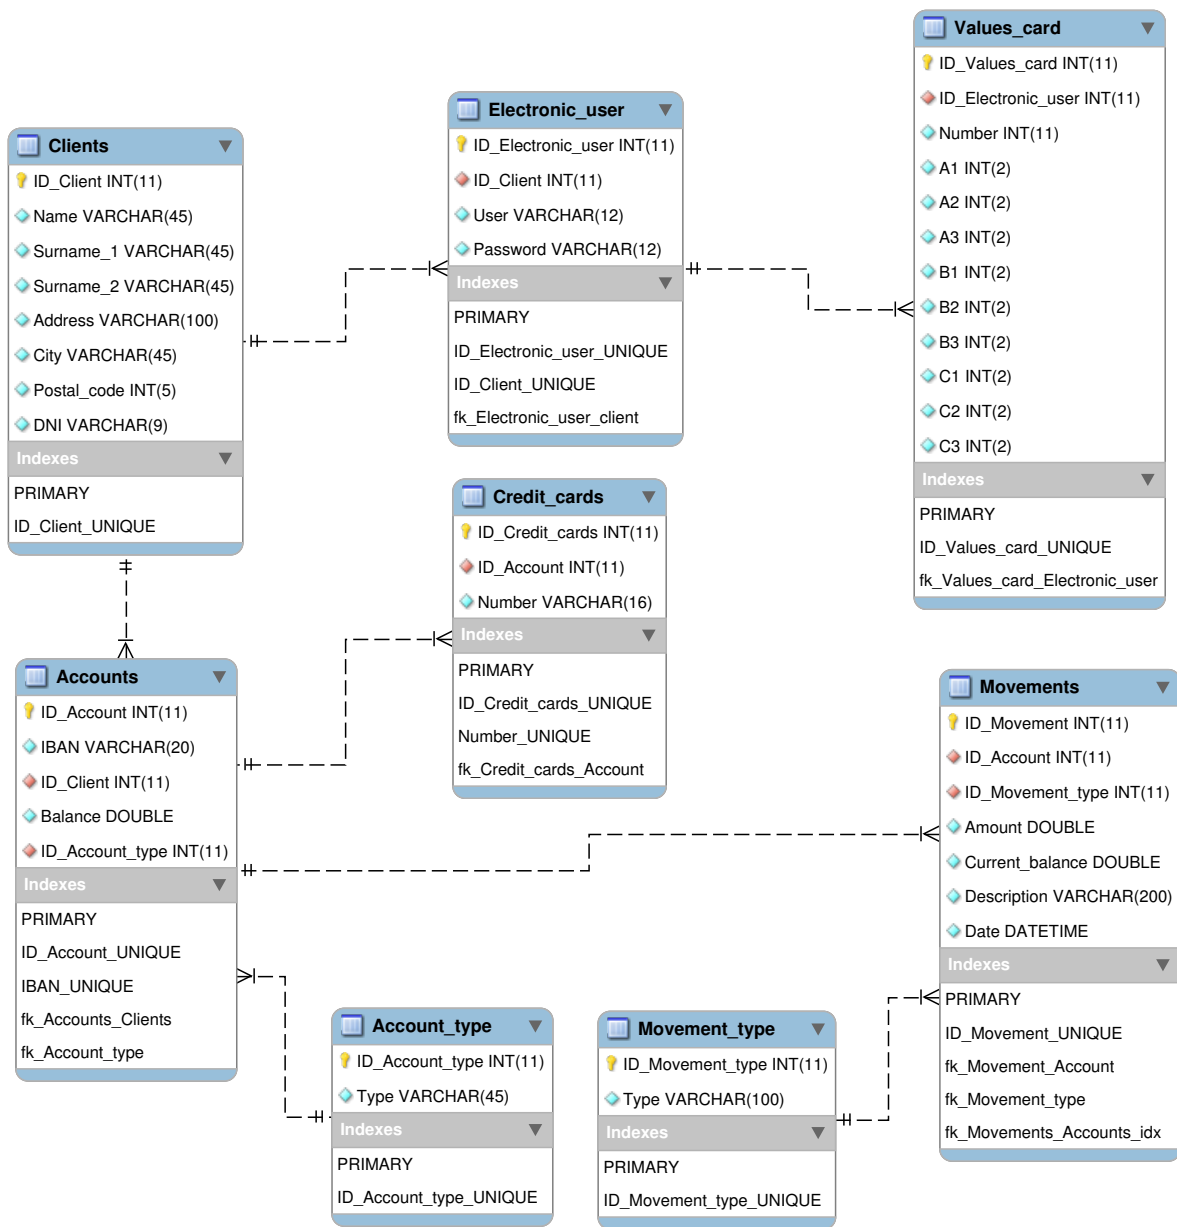 Clients
ID_Client INT(11)
Name VARCHAR(45)
Surname_1 VARCHAR(45)
Surname_2 VARCHAR(45)
Address VARCHAR(100)
City VARCHAR(45)
Postal_code INT(5)
DNI VARCHAR(9)
Indexes
PRIMARY
ID_Client_UNIQUE
Electronic_user
ID_Electronic_user INT(11)
ID_Client INT(11)
User VARCHAR(12)
Password VARCHAR(12)
Indexes
PRIMARY
ID_Electronic_user_UNIQUE
ID_Client_UNIQUE
fk_Electronic_user_client
Values_card
ID_Values_card INT(11)
ID_Electronic_user INT(11)
Number INT(11)
A1 INT(2)
A2 INT(2)
A3 INT(2)
B1 INT(2)
B2 INT(2)
B3 INT(2)
C1 INT(2)
C2 INT(2)
C3 INT(2)
Indexes
PRIMARY
ID_Values_card_UNIQUE
fk_Values_card_Electronic_user
Credit_cards
ID_Credit_cards INT(11)
ID_Account INT(11)
Number VARCHAR(16)
Indexes
PRIMARY
ID_Credit_cards_UNIQUE
Number_UNIQUE
fk_Credit_cards_Account
Accounts
ID_Account INT(11)
IBAN VARCHAR(20)
ID_Client INT(11)
Balance DOUBLE
ID_Account_type INT(11)
Indexes
PRIMARY
ID_Account_UNIQUE
IBAN_UNIQUE
fk_Accounts_Clients
fk_Account_type
Movements
ID_Movement INT(11)
ID_Account INT(11)
ID_Movement_type INT(11)
Amount DOUBLE
Current_balance DOUBLE
Description VARCHAR(200)
Date DATETIME
Indexes
PRIMARY
ID_Movement_UNIQUE
fk_Movement_Account
fk_Movement_type
fk_Movements_Accounts_idx
Account_type
ID_Account_type INT(11)
Type VARCHAR(45)
Indexes
PRIMARY
ID_Account_type_UNIQUE
Movement_type
ID_Movement_type INT(11)
Type VARCHAR(100)
Indexes
PRIMARY
ID_Movement_type_UNIQUE